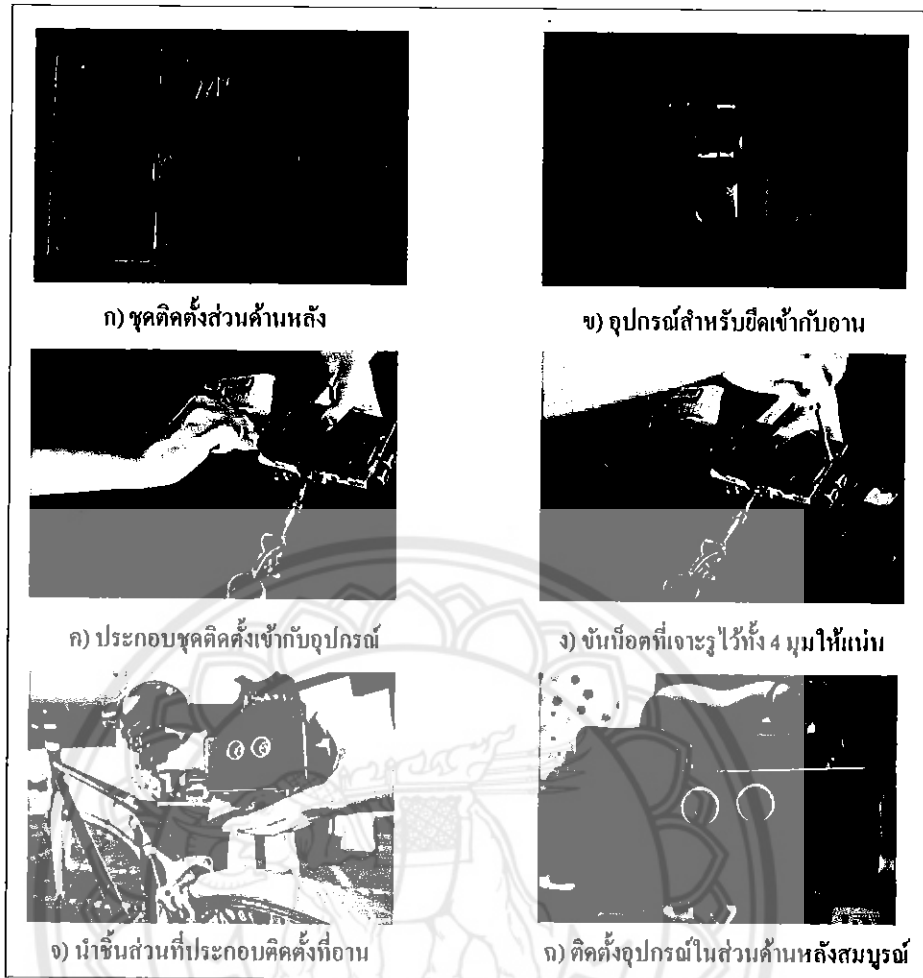 ก) ชุดติดตั้งส่วนด้านหลัง
ข) อุปกรณ์สำหรับยึดเข้ากับอาน
ค) ประกอบชุดติดตั้งเข้ากับอุปกรณ์
ง) ขันน็อตที่เจาะรูไว้ทั้ง 4 มุมให้แน่น
จ) นำชิ้นส่วนที่ประกอบติดตั้งที่อาน
ฉ) ติดตั้งอุปกรณ์ในส่วนด้านหลังสมบูรณ์